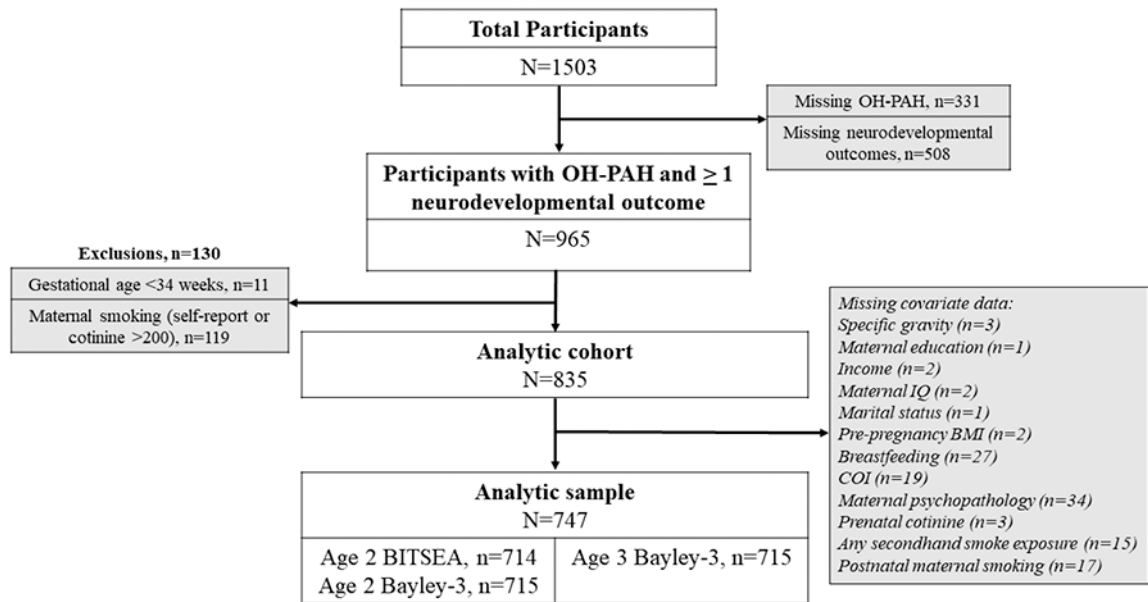 Total Participants
N=1503
Missing OH-PAH, n=331
Missing neurodevelopmental
outcomes, n=508
Participants with OH-PAH and ≥ 1
neurodevelopmental outcome
N=965
Exclusions, n=130
Gestational age <34 weeks, n=11
Maternal smoking (self-report or
cotinine >200), n=119
Analytic cohort
N=835
Missing covariate data:
Specific gravity (n=3)
Maternal education (n=1)
Income (n=2)
Maternal IQ (n=2)
Marital status (n=1)
Pre-pregnancy BMI (n=2)
Breastfeeding (n=27)
COI (n=19)
Maternal psychopathology (n=34)
Prenatal cotinine (n=3)
Any secondhand smoke exposure (n=15)
Postnatal maternal smoking (n=17)
Analytic sample
N=747
Age 2 BITSEA, n=714
Age 2 Bayley-3, n=715
Age 3 Bayley-3, n=715